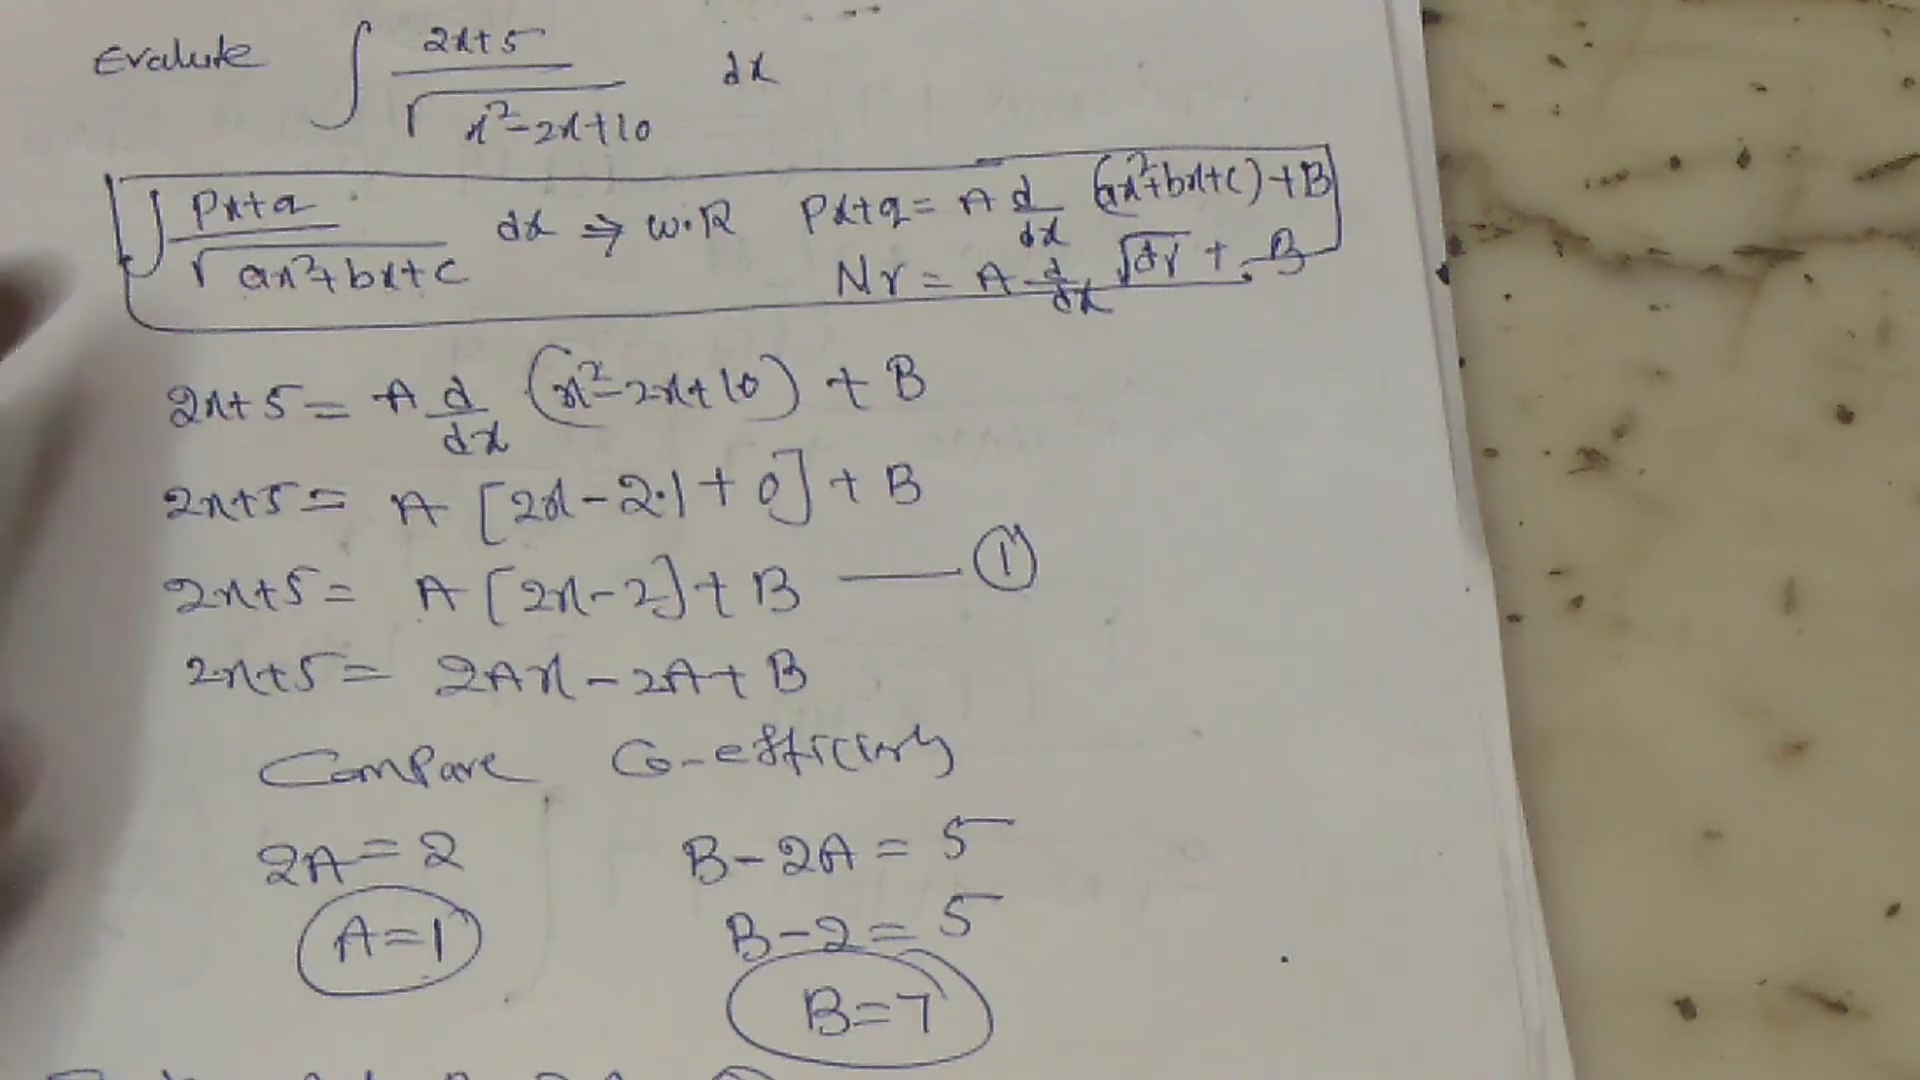 Evalute ∫ 2x+5 / √x²-2x+10 dx
∫ Px+q / √ax²+bx+c dx ⇒ W.R Px+q = A d/dx (ax²+bx+c)+B
Nr = A d/dx √dr + B
2x+5 = A d/dx (x²-2x+10) + B
2x+5 = A [2x-2.1+0] + B
2x+5 = A [2x-2]+B —— ①
2x+5 = 2Ax-2A+B
Compare Co-efficients
2A=2 B-2A = 5
A=1 B-2 = 5
B=7